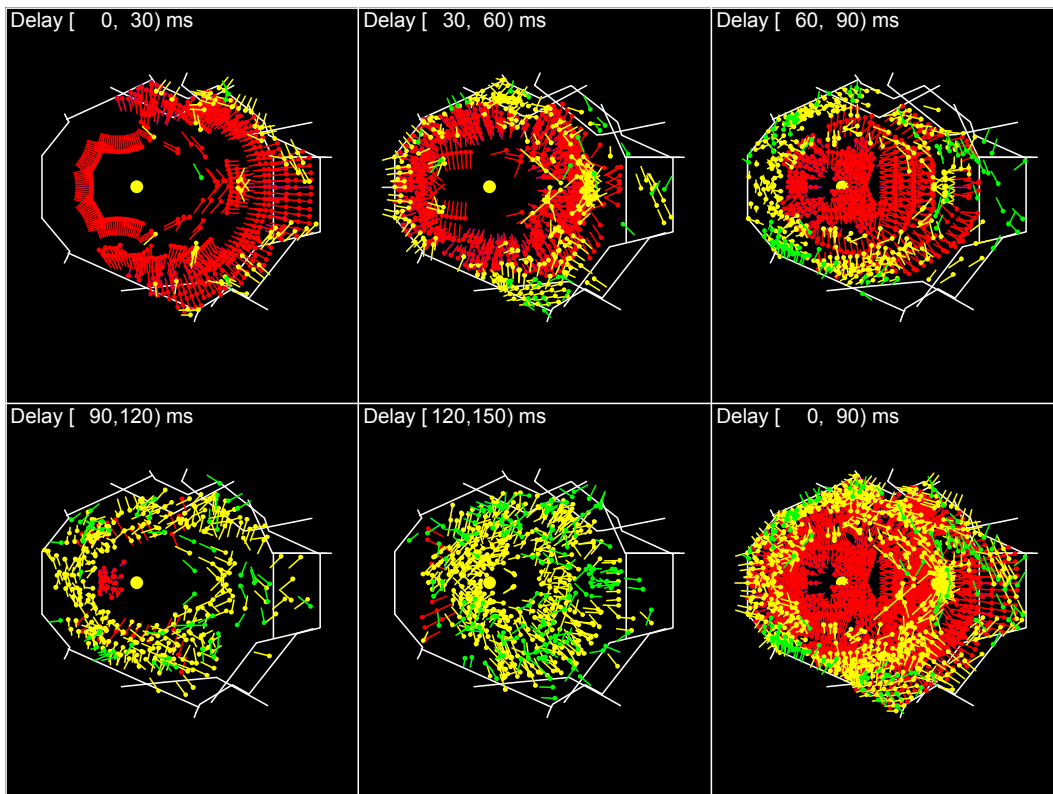 Delay [   0,  30) ms
Delay [  30,  60) ms
Delay [  60,  90) ms
Delay [  90,120) ms
Delay [120,150) ms
Delay [   0,  90) ms